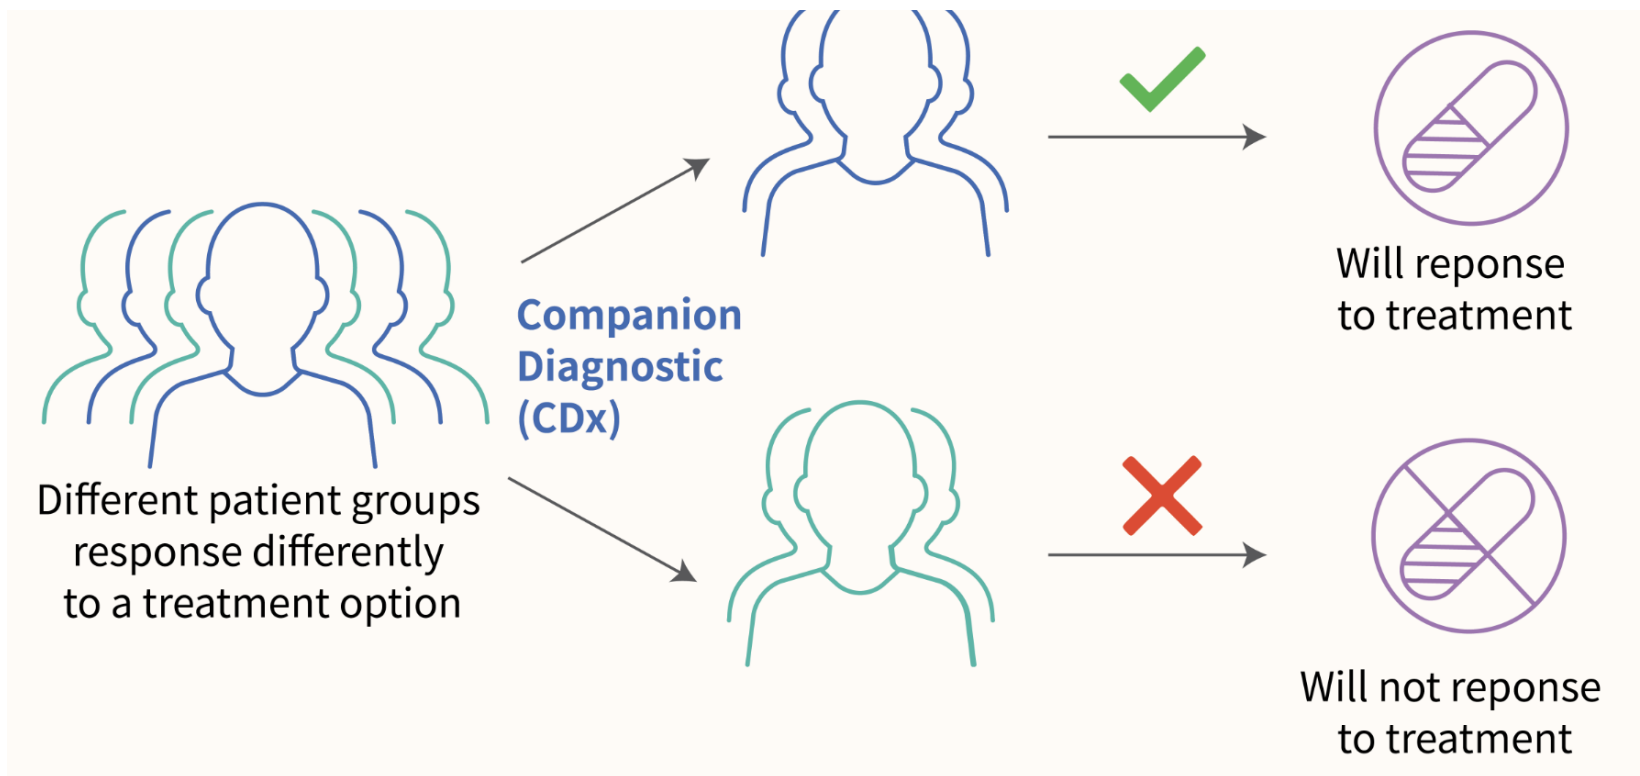 Different patient groups
response differently
to a treatment option
Companion
Diagnostic
(CDx)
Will reponse
to treatment
Will not reponse
to treatment